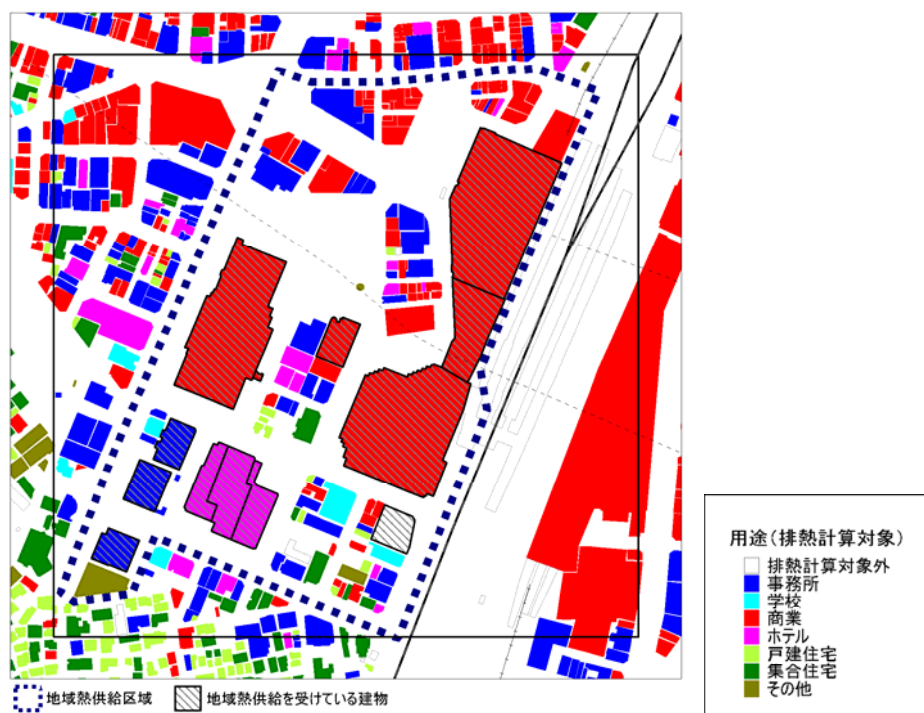 用途(排熱計算対象)
排熱計算対象外
事務所
学校
商業
ホテル
戸建住宅
集合住宅
その他
地域熱供給区域 地域熱供給を受けている建物